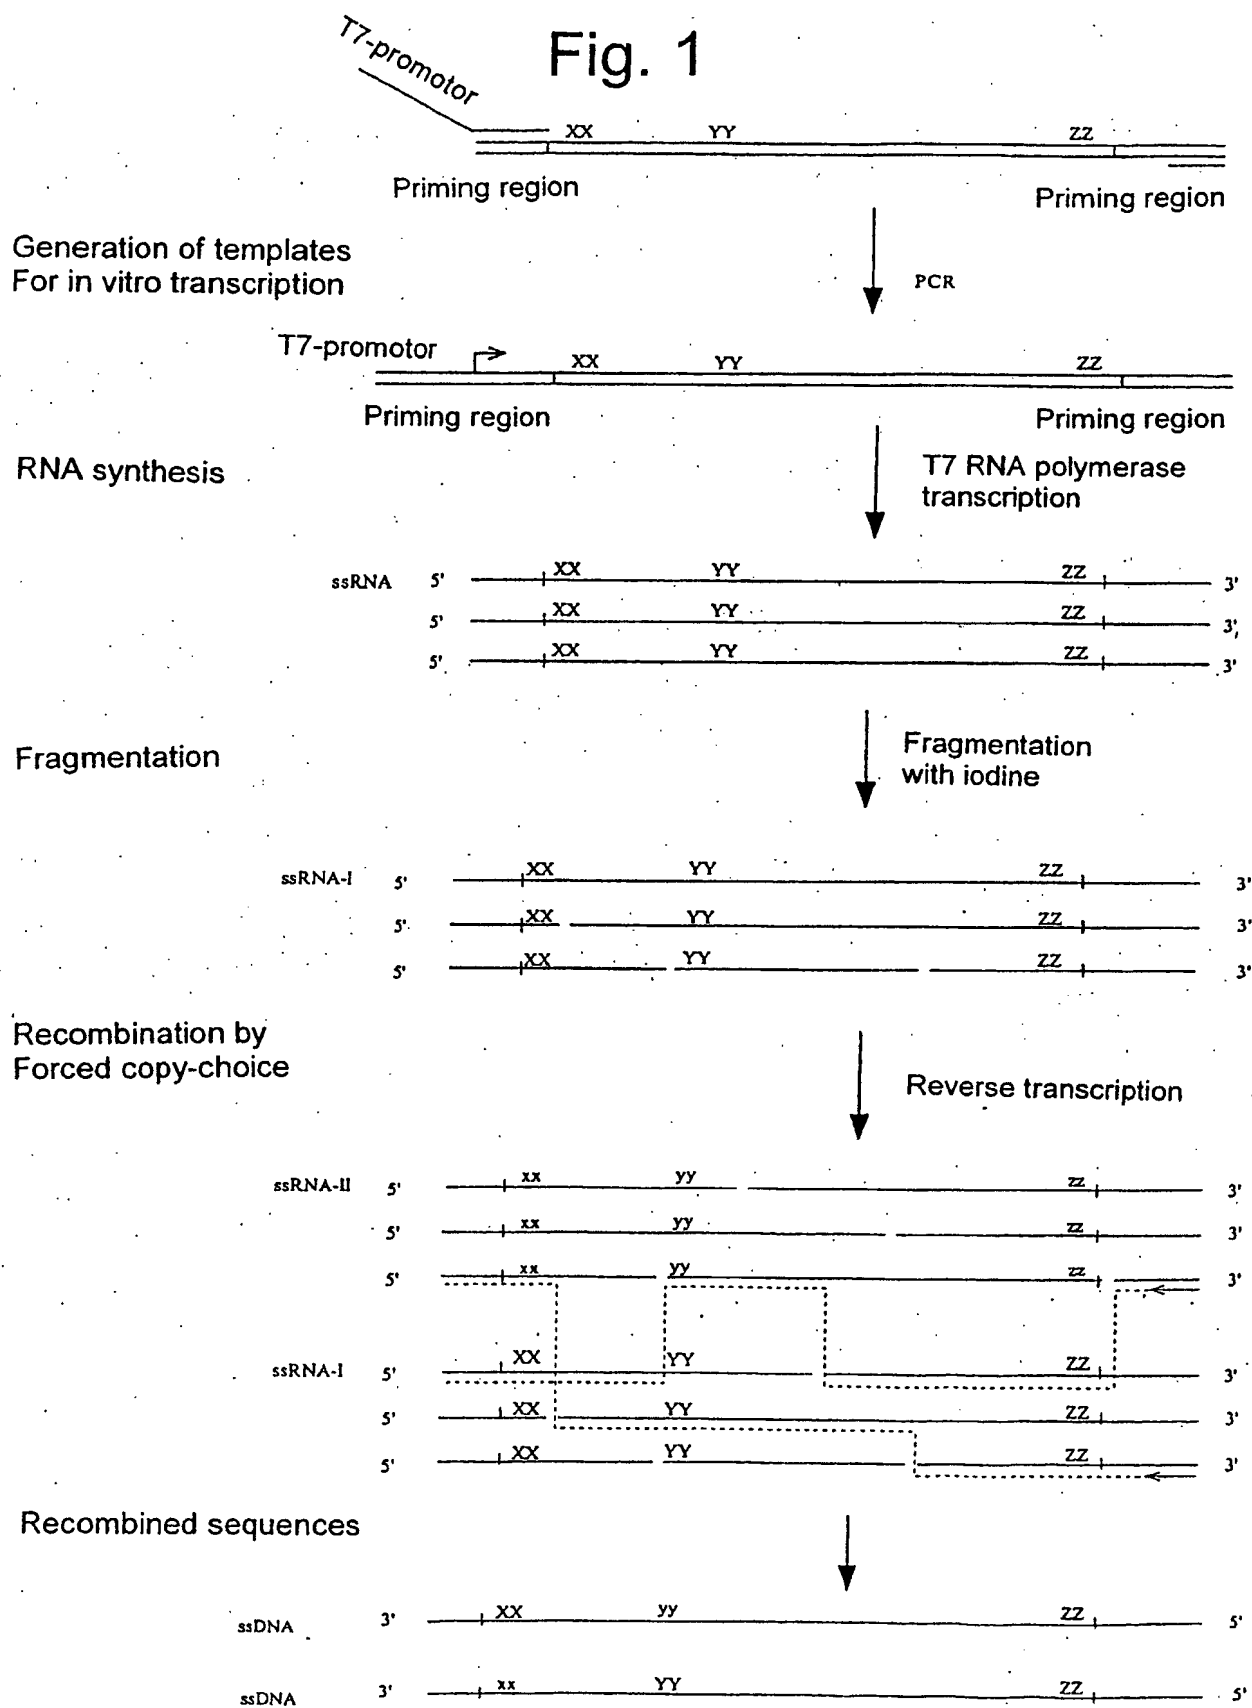 Fig. 1
T7-promotor
XX YY ZZ
Priming region Priming region
Generation of templates
For in vitro transcription
PCR
T7-promotor
XX YY ZZ
Priming region Priming region
RNA synthesis
T7 RNA polymerase
transcription
ssRNA 5' XX YY ZZ 3'
5' XX YY ZZ 3'
5' XX YY ZZ 3'
Fragmentation
Fragmentation
with iodine
ssRNA-I 5' XX YY ZZ 3'
5' XX YY ZZ 3'
5' XX YY ZZ 3'
Recombination by
Forced copy-choice
Reverse transcription
ssRNA-II 5' xx yy zz 3'
5' xx yy zz 3'
5' xx yy zz 3'
ssRNA-I 5' XX YY ZZ 3'
5' XX YY ZZ 3'
5' XX YY ZZ 3'
Recombined sequences
ssDNA 3' XX yy ZZ 5'
ssDNA 3' xx YY ZZ 5'